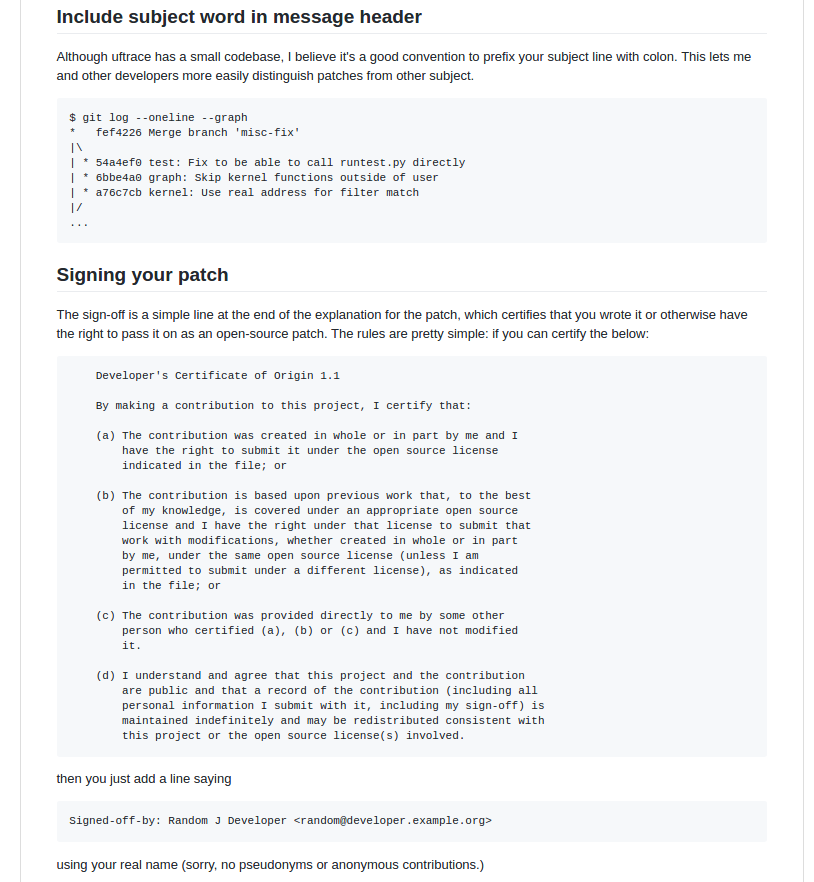 Include subject word in message header
Although uftrace has a small codebase, I believe it's a good convention to prefix your subject line with colon. This lets me
and other developers more easily distinguish patches from other subject.
$ git log --oneline --graph
*   fef4226 Merge branch 'misc-fix'
|\
| * 54a4ef0 test: Fix to be able to call runtest.py directly
| * 6bbe4a0 graph: Skip kernel functions outside of user
| * a76c7cb kernel: Use real address for filter match
|/
...
Signing your patch
The sign-off is a simple line at the end of the explanation for the patch, which certifies that you wrote it or otherwise have
the right to pass it on as an open-source patch. The rules are pretty simple: if you can certify the below:
Developer's Certificate of Origin 1.1
By making a contribution to this project, I certify that:
(a) The contribution was created in whole or in part by me and I
have the right to submit it under the open source license
indicated in the file; or
(b) The contribution is based upon previous work that, to the best
of my knowledge, is covered under an appropriate open source
license and I have the right under that license to submit that
work with modifications, whether created in whole or in part
by me, under the same open source license (unless I am
permitted to submit under a different license), as indicated
in the file; or
(c) The contribution was provided directly to me by some other
person who certified (a), (b) or (c) and I have not modified
it.
(d) I understand and agree that this project and the contribution
are public and that a record of the contribution (including all
personal information I submit with it, including my sign-off) is
maintained indefinitely and may be redistributed consistent with
this project or the open source license(s) involved.
then you just add a line saying
Signed-off-by: Random J Developer <random@developer.example.org>
using your real name (sorry, no pseudonyms or anonymous contributions.)